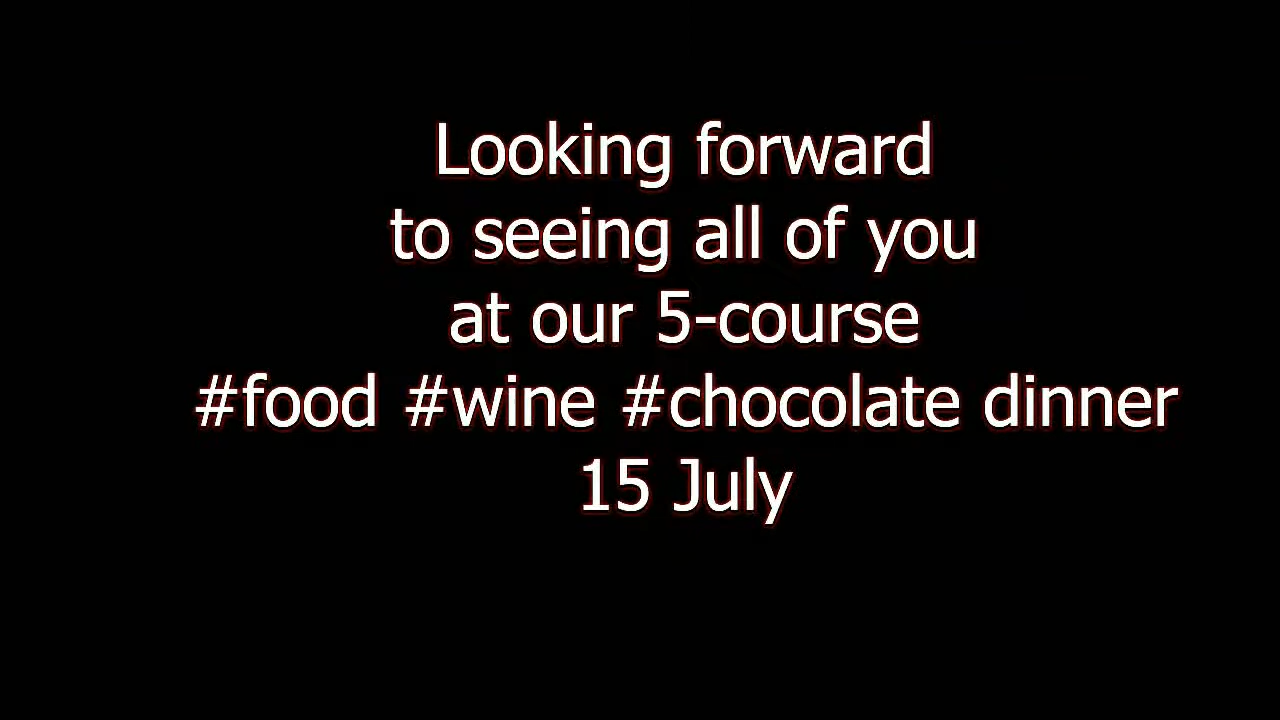 Looking forward
to seeing all of you
at our 5-course
#food #wine #chocolate dinner
15 July